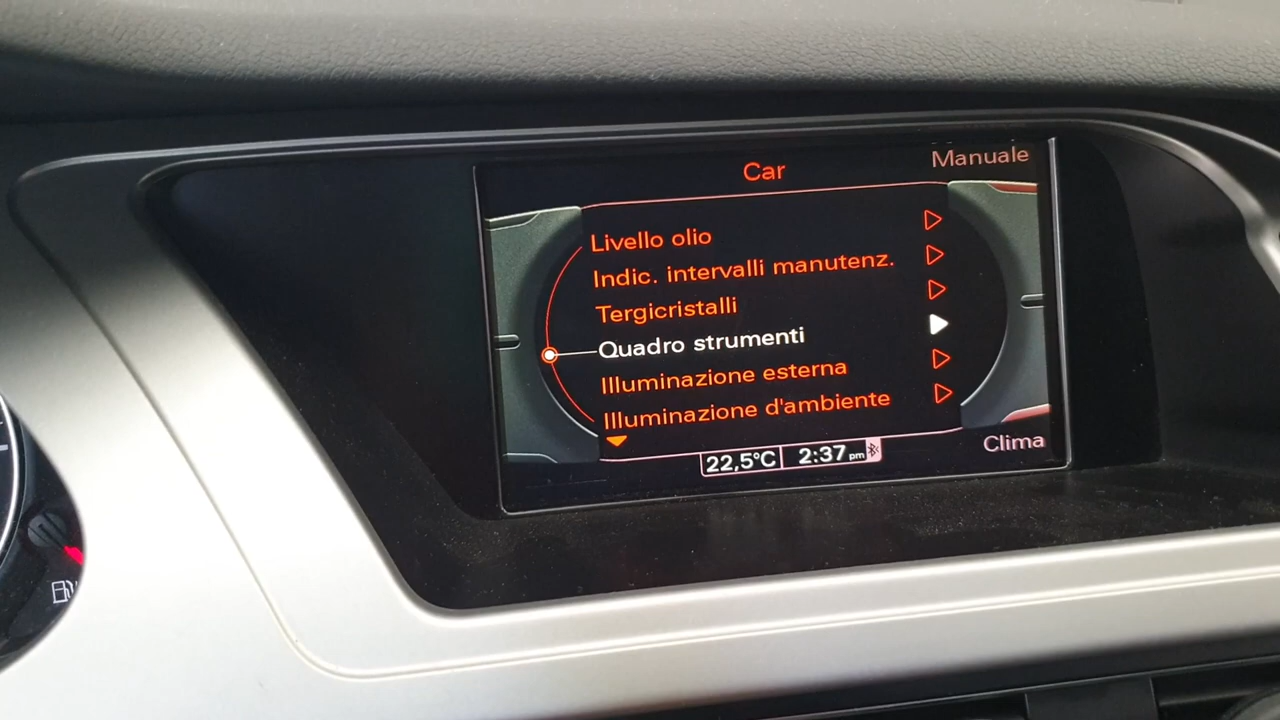 Car
Manuale
Livello olio
Indic. intervalli manutenz.
Tergicristalli
Quadro strumenti
Illuminazione esterna
Illuminazione d'ambiente
22,5°C 2:37 pm
Clima